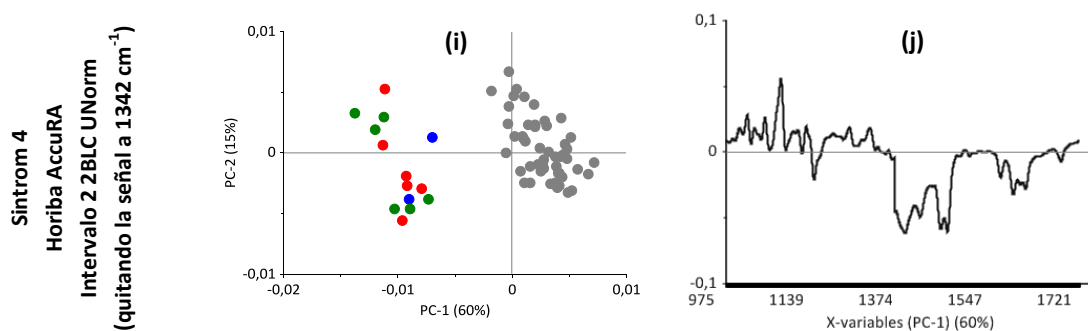 Sintrom 4
Horiba AccuRA
Intervalo 2 2BLC UNorm
(quitando la señal a 1342 cm⁻¹)
(i)
0,01
0
-0,01
PC-2 (15%)
-0,02
-0,01
0
0,01
PC-1 (60%)
(j)
0,1
0
-0,1
975
1139
1374
1547
1721
X-variables (PC-1) (60%)